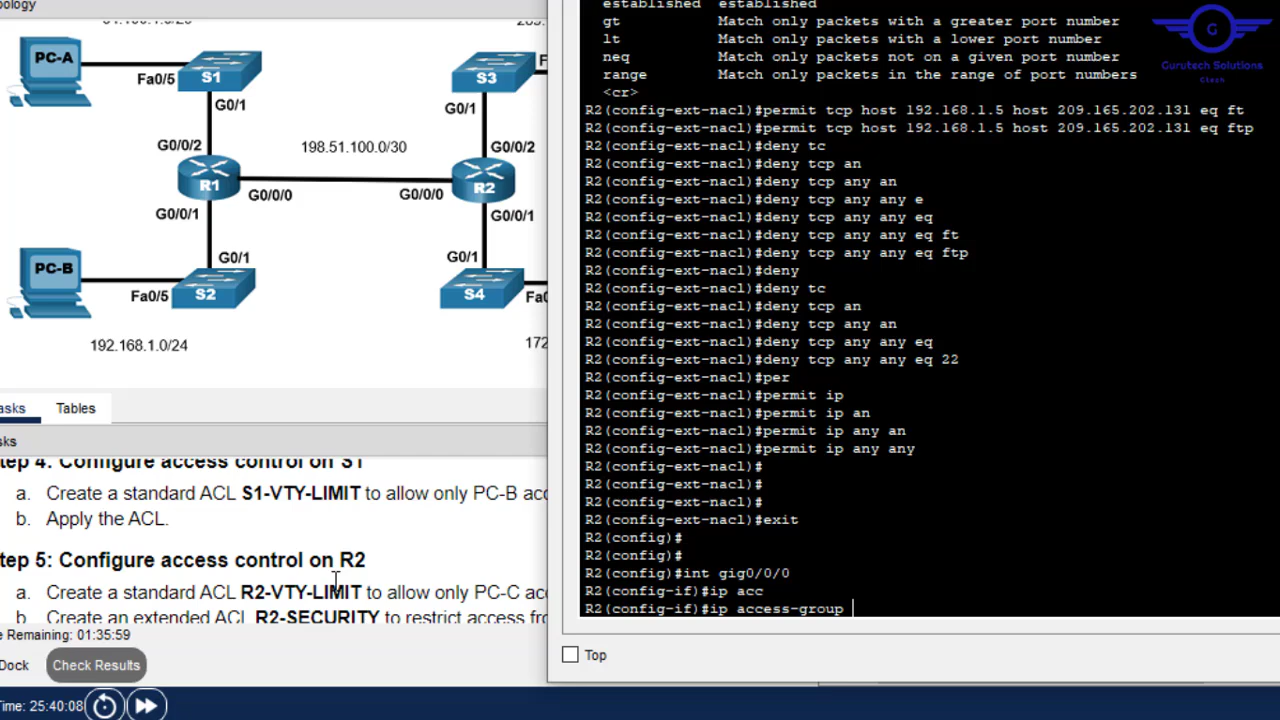 pology
PC-A
Fa0/5
S1
G0/1
S3
G0/1
G0/0/2
198.51.100.0/30
G0/0/2
R1
G0/0/0
G0/0/0
R2
G0/0/1
G0/0/1
PC-B
G0/1
G0/1
Fa0/5
S2
S4
Fa0
192.168.1.0/24
172
asks
Tables
sks
tep 4: Configure access control on S1
a. Create a standard ACL S1-VTY-LIMIT to allow only PC-B acc
b. Apply the ACL.
tep 5: Configure access control on R2
a. Create a standard ACL R2-VTY-LIMIT to allow only PC-C acc
b. Create an extended ACL R2-SECURITY to restrict access fro
e Remaining: 01:35:59
Dock
Check Results
Time: 25:40:08
established established
gt Match only packets with a greater port number
lt Match only packets with a lower port number
neq Match only packets not on a given port number
range Match only packets in the range of port numbers
<cr>
R2(config-ext-nacl)#permit tcp host 192.168.1.5 host 209.165.202.131 eq ft
R2(config-ext-nacl)#permit tcp host 192.168.1.5 host 209.165.202.131 eq ftp
R2(config-ext-nacl)#deny tc
R2(config-ext-nacl)#deny tcp an
R2(config-ext-nacl)#deny tcp any an
R2(config-ext-nacl)#deny tcp any any e
R2(config-ext-nacl)#deny tcp any any eq
R2(config-ext-nacl)#deny tcp any any eq ft
R2(config-ext-nacl)#deny tcp any any eq ftp
R2(config-ext-nacl)#deny
R2(config-ext-nacl)#deny tc
R2(config-ext-nacl)#deny tcp an
R2(config-ext-nacl)#deny tcp any an
R2(config-ext-nacl)#deny tcp any any eq
R2(config-ext-nacl)#deny tcp any any eq 22
R2(config-ext-nacl)#per
R2(config-ext-nacl)#permit ip
R2(config-ext-nacl)#permit ip an
R2(config-ext-nacl)#permit ip any an
R2(config-ext-nacl)#permit ip any any
R2(config-ext-nacl)#
R2(config-ext-nacl)#
R2(config-ext-nacl)#
R2(config-ext-nacl)#exit
R2(config)#
R2(config)#
R2(config)#int gig0/0/0
R2(config-if)#ip acc
R2(config-if)#ip access-group
Top
G
Gurutech Solutions